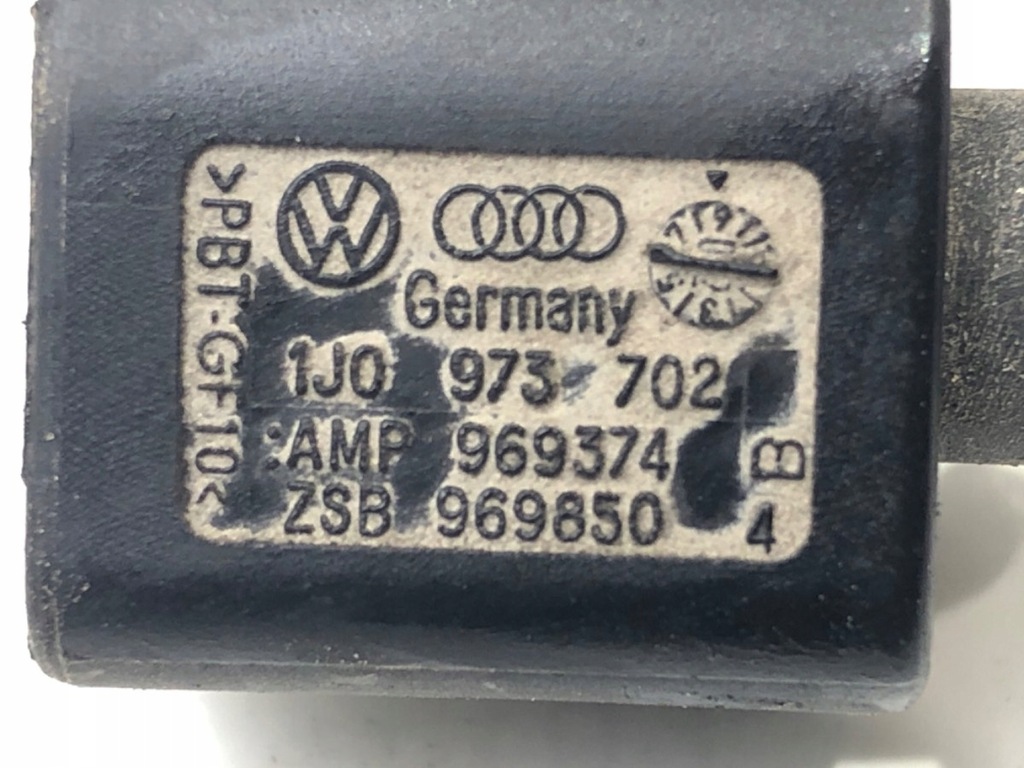 >PBT-GF10<
Germany
1J0 973 702
:AMP 969374
ZSB 969850
B
4